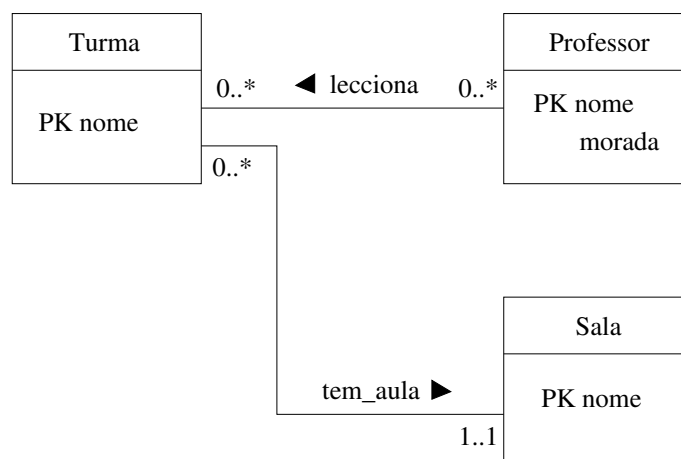 Turma
PK nome
0..*
◄ lecciona
0..*
Professor
PK nome
morada
0..*
tem_aula ►
1..1
Sala
PK nome